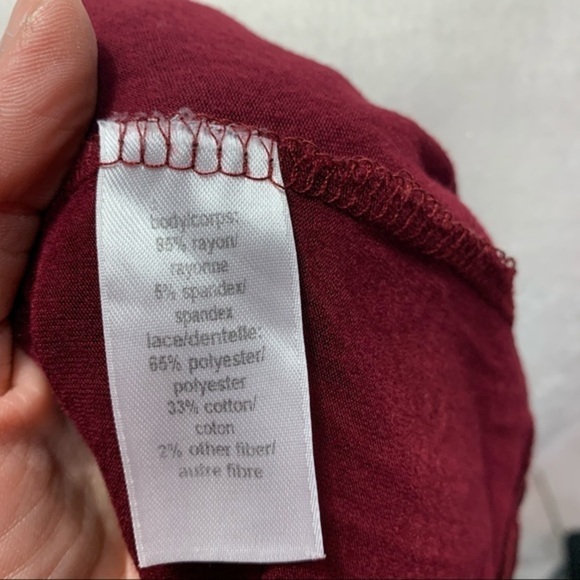 body/corps:
95% rayon/
rayonne
5% spandex/
spandex
lace/dentelle:
65% polyester/
polyester
33% cotton/
coton
2% other fiber/
autre fibre